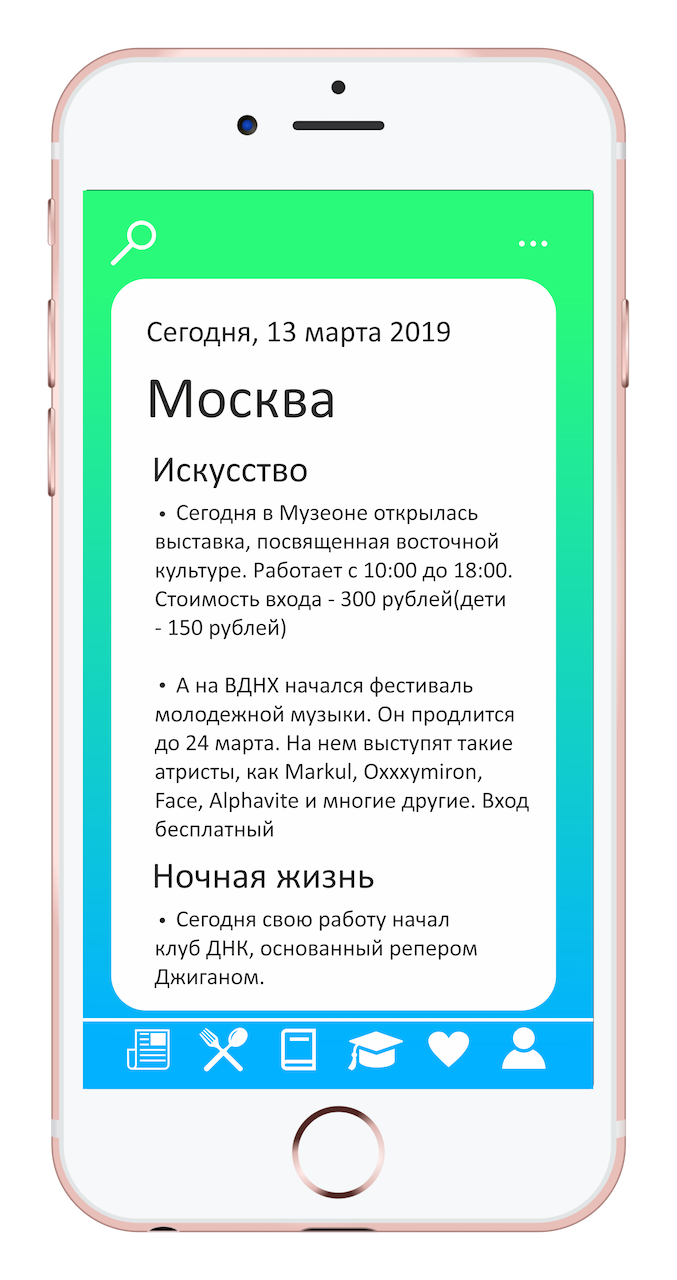 Сегодня, 13 марта 2019
Москва
Искусство
• Сегодня в Музеоне открылась
выставка, посвященная восточной
культуре. Работает с 10:00 до 18:00.
Стоимость входа - 300 рублей(дети
- 150 рублей)
• А на ВДНХ начался фестиваль
молодежной музыки. Он продлится
до 24 марта. На нем выступят такие
атристы, как Markul, Oxxxymiron,
Face, Alphavite и многие другие. Вход
бесплатный
Ночная жизнь
• Сегодня свою работу начал
клуб ДНК, основанный репером
Джиганом.